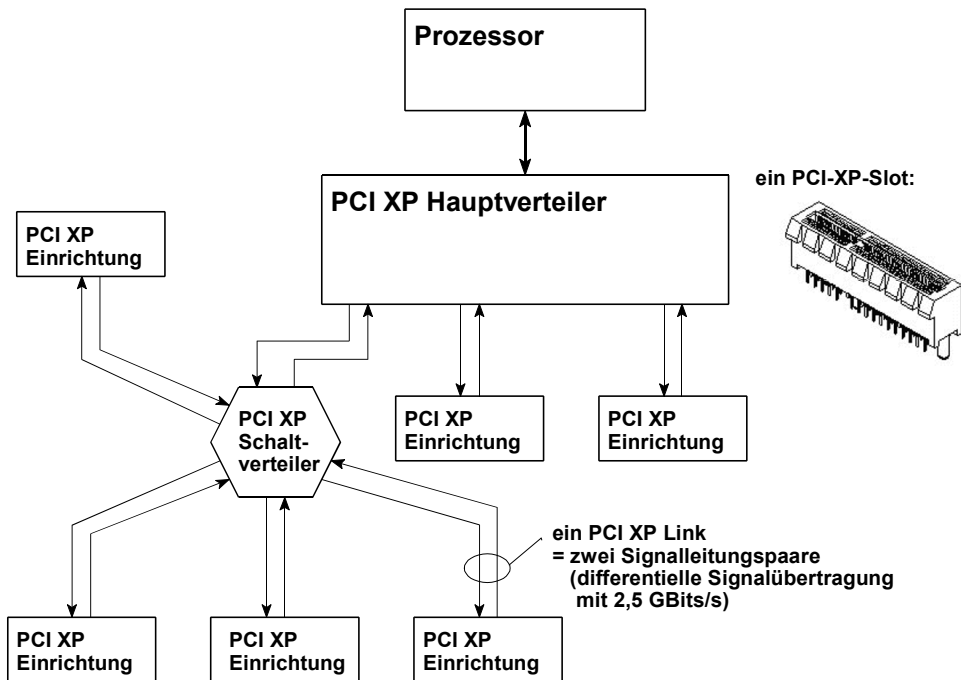 Prozessor
PCI XP Hauptverteiler
ein PCI-XP-Slot:
PCI XP
Einrichtung
PCI XP
Schalt-
verteiler
PCI XP
Einrichtung
PCI XP
Einrichtung
ein PCI XP Link
= zwei Signalleitungspaare
(differentielle Signalübertragung
mit 2,5 GBits/s)
PCI XP
Einrichtung
PCI XP
Einrichtung
PCI XP
Einrichtung